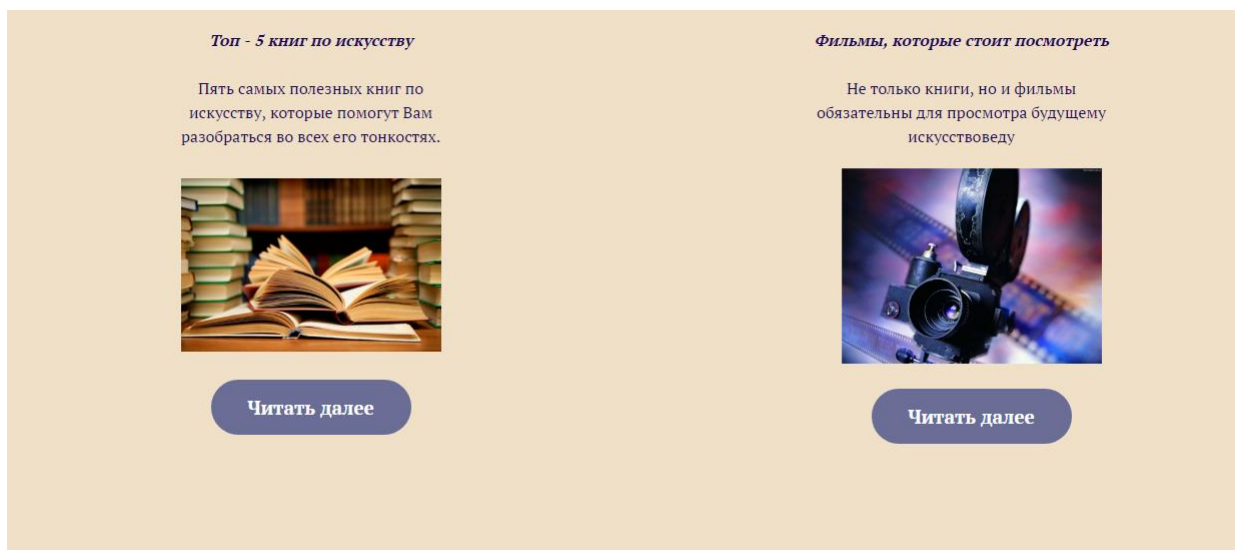 Топ - 5 книг по искусству
Пять самых полезных книг по
искусству, которые помогут Вам
разобраться во всех его тонкостях.
Читать далее
Фильмы, которые стоит посмотреть
Не только книги, но и фильмы
обязательны для просмотра будущему
искусствоведу
Читать далее